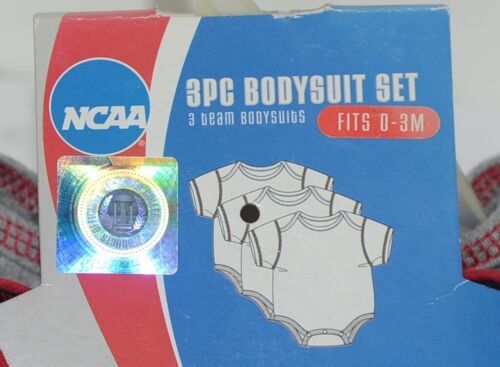 NCAA®
3PC BODYSUIT SET
3 TEAM BODYSUITS
FITS 0-3M